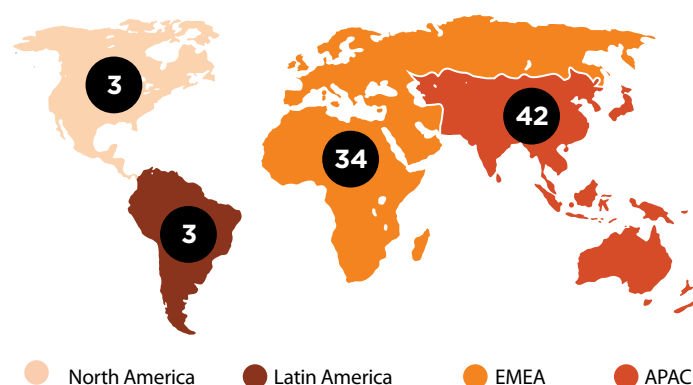 3
42
34
3
North America
Latin America
EMEA
APAC